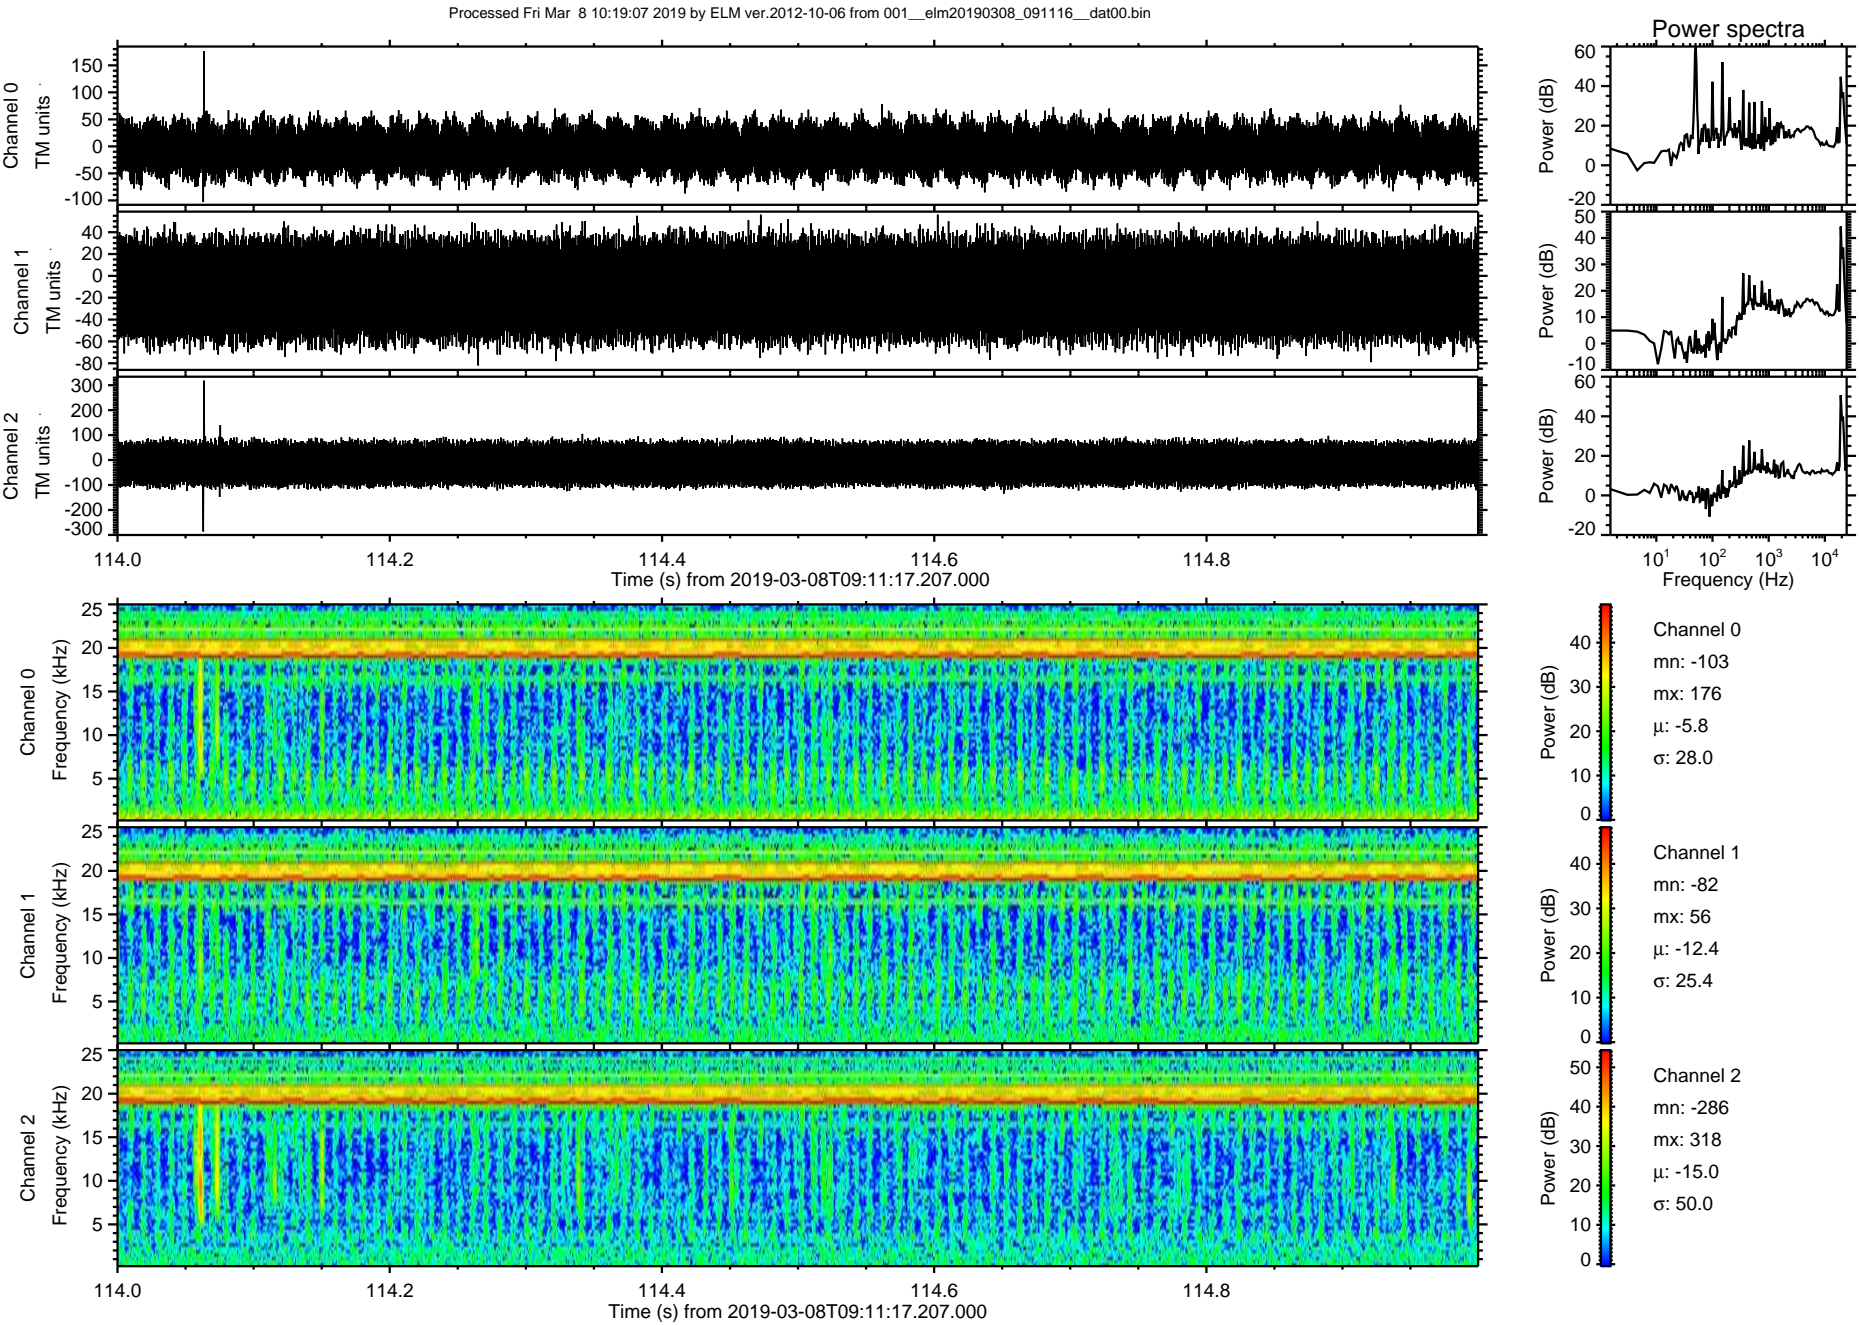 Processed Fri Mar  8 10:19:07 2019 by ELM ver.2012-10-06 from 001__elm20190308_091116__dat00.bin
Power spectra
Channel 0
TM units
150
100
50
0
-50
-100
Power (dB)
60
40
20
0
-20
Channel 1
TM units
40
20
0
-20
-40
-60
-80
Power (dB)
50
40
30
20
10
0
-10
Channel 2
TM units
300
200
100
0
-100
-200
-300
Power (dB)
60
40
20
0
-20
114.0 114.2 114.4 114.6 114.8
Time (s) from 2019-03-08T09:11:17.207.000
10¹ 10² 10³ 10⁴
Frequency (Hz)
Channel 0
Frequency (kHz)
25
20
15
10
5
Power (dB)
40
30
20
10
0
Channel 0
mn: -103
mx: 176
μ: -5.8
σ: 28.0
Channel 1
Frequency (kHz)
25
20
15
10
5
Power (dB)
40
30
20
10
0
Channel 1
mn: -82
mx: 56
μ: -12.4
σ: 25.4
Channel 2
Frequency (kHz)
25
20
15
10
5
Power (dB)
50
40
30
20
10
0
Channel 2
mn: -286
mx: 318
μ: -15.0
σ: 50.0
114.0 114.2 114.4 114.6 114.8
Time (s) from 2019-03-08T09:11:17.207.000